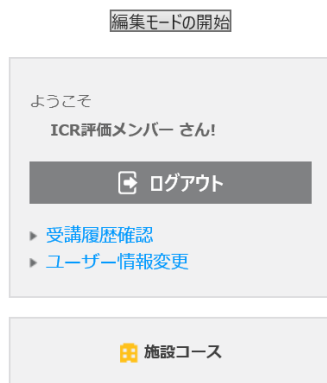 編集モードの開始
ようこそ
ICR評価メンバー さん!
ログアウト
受講履歴確認
ユーザー情報変更
施設コース